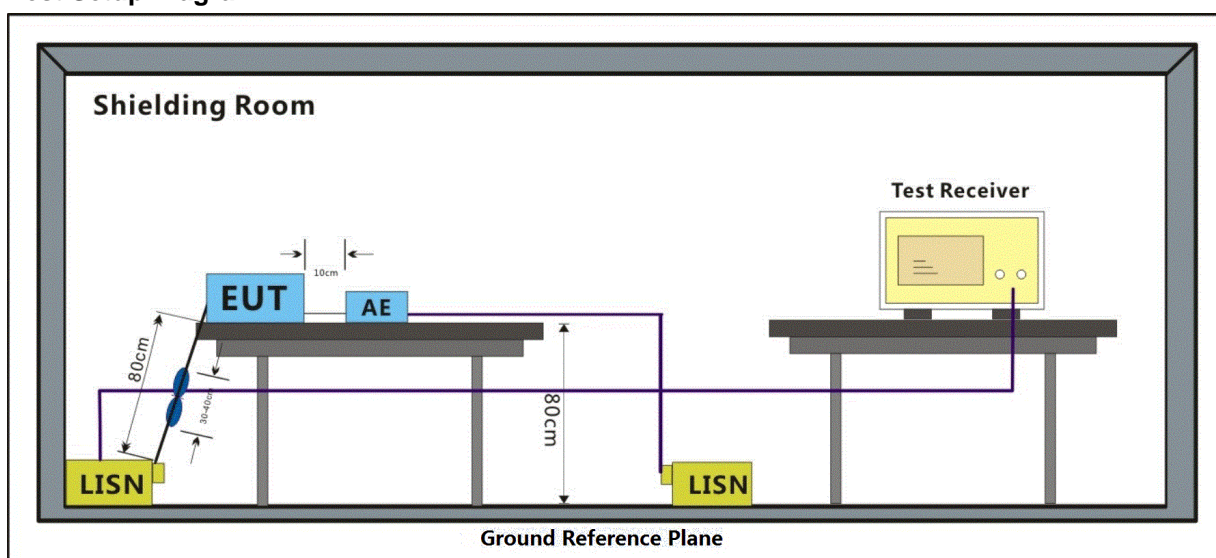 Shielding Room
Test Receiver
10cm
EUT
AE
80cm
30-40cm
80cm
LISN
LISN
Ground Reference Plane